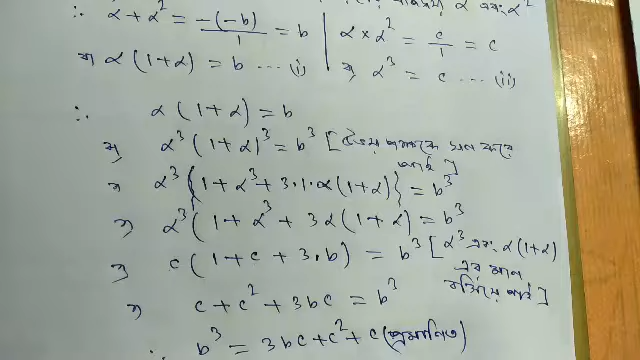 α এবং α²
∴ α + α² = -(-b)/1 = b | α × α² = c/1 = c
বা α (1+α) = b .... (i) | বা α³ = c ... (ii)
∴ α (1+α) = b
বা α³ (1+α)³ = b³ [উভয় পক্ষকে ঘন করে পাই]
বা α³ {1 + α³ + 3.1.α (1+α)} = b³
বা α³ (1 + α³ + 3α (1+α) = b³
বা c (1 + c + 3.b) = b³ [α³ এবং α (1+α) এর মান বসিয়ে পাই]
বা c + c² + 3bc = b³
∴ b³ = 3bc + c² + c (প্রমাণিত)